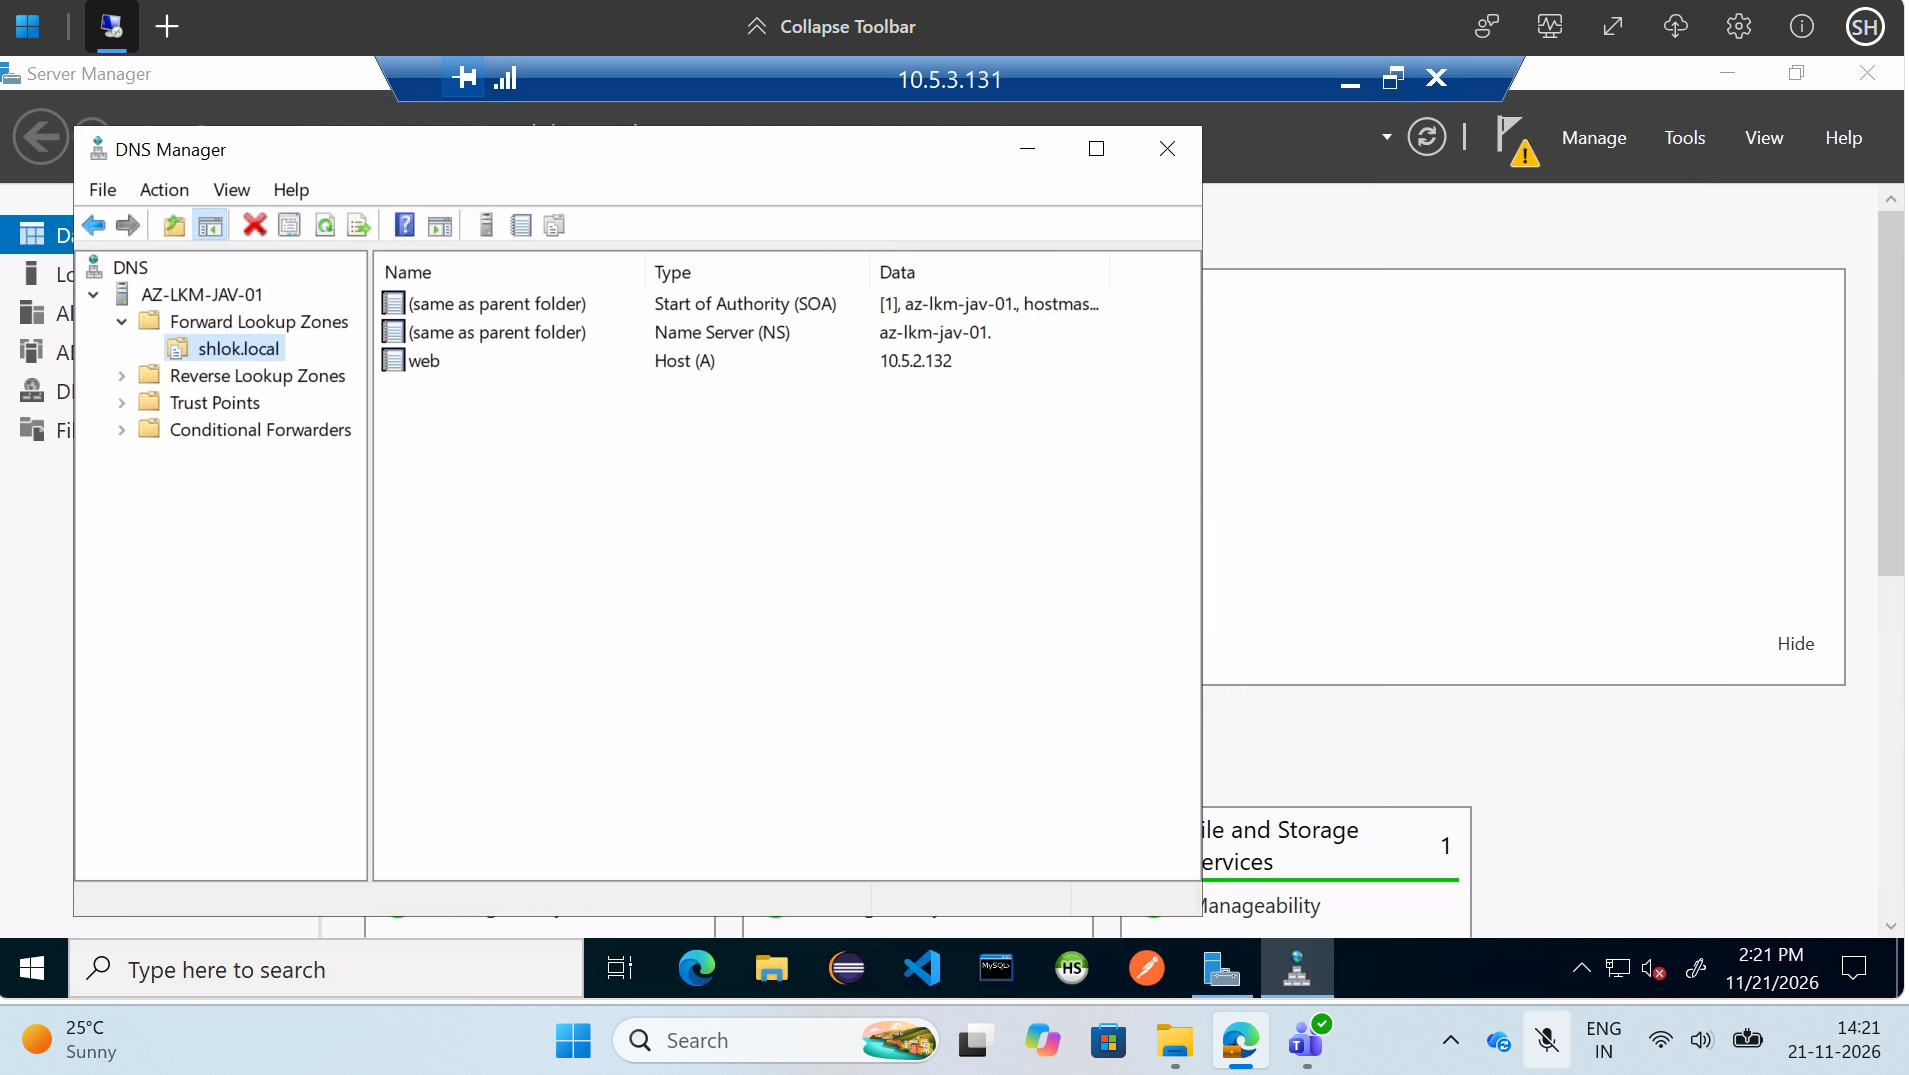 Collapse Toolbar
SH
Server Manager
10.5.3.131
Manage
Tools
View
Help
DNS Manager
File
Action
View
Help
DNS
AZ-LKM-JAV-01
Forward Lookup Zones
shlok.local
Reverse Lookup Zones
Trust Points
Conditional Forwarders
Name Type Data
(same as parent folder) Start of Authority (SOA) [1], az-lkm-jav-01., hostmas...
(same as parent folder) Name Server (NS) az-lkm-jav-01.
web Host (A) 10.5.2.132
Hide
ile and Storage
ervices
1
Manageability
Type here to search
MySQL
HS
2:21 PM
11/21/2026
25°C
Sunny
Search
T
ENG
IN
14:21
21-11-2026